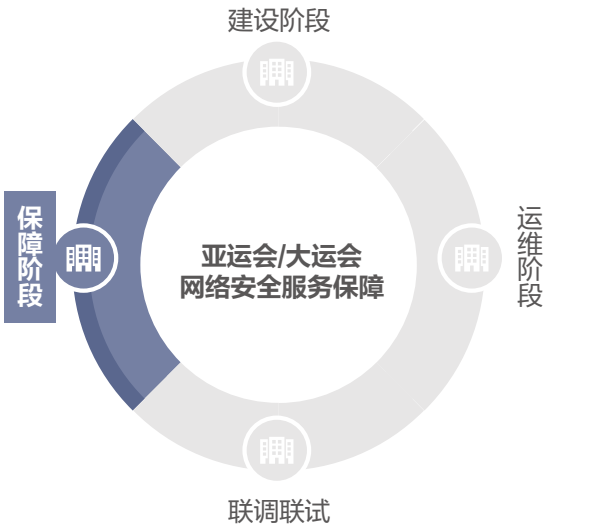 建设阶段
保障阶段
亚运会/大运会
网络安全服务保障
运维阶段
联调联试